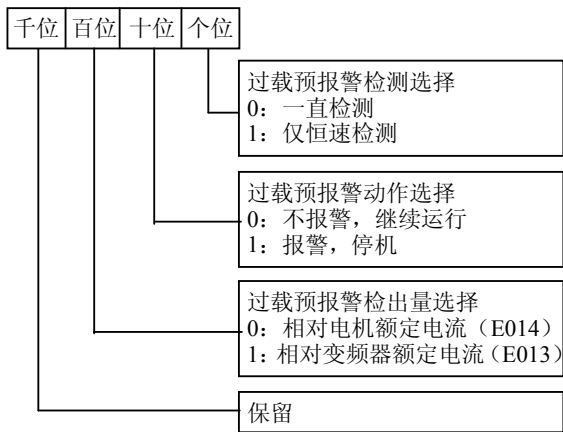 千位 百位 十位 个位
过载预报警检测选择
0：一直检测
1：仅恒速检测
过载预报警动作选择
0：不报警，继续运行
1：报警，停机
过载预报警检出量选择
0：相对电机额定电流（E014）
1：相对变频器额定电流（E013）
保留